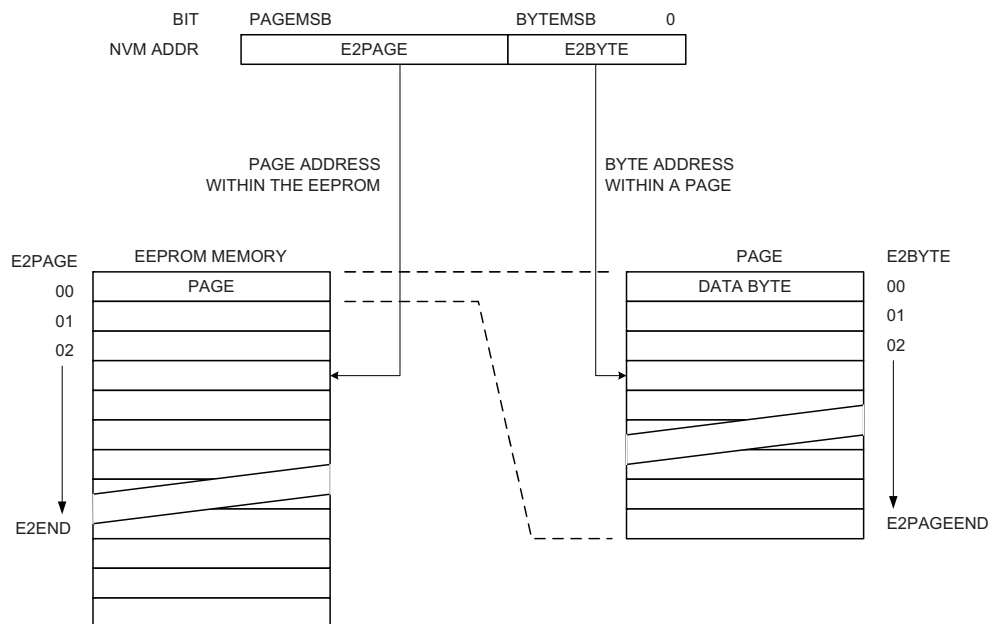 BIT PAGEMSB BYTEMSB 0
NVM ADDR E2PAGE E2BYTE
PAGE ADDRESS
WITHIN THE EEPROM
BYTE ADDRESS
WITHIN A PAGE
E2PAGE EEPROM MEMORY
00 PAGE
01
02
E2END
PAGE E2BYTE
DATA BYTE 00
01
02
E2PAGEEND